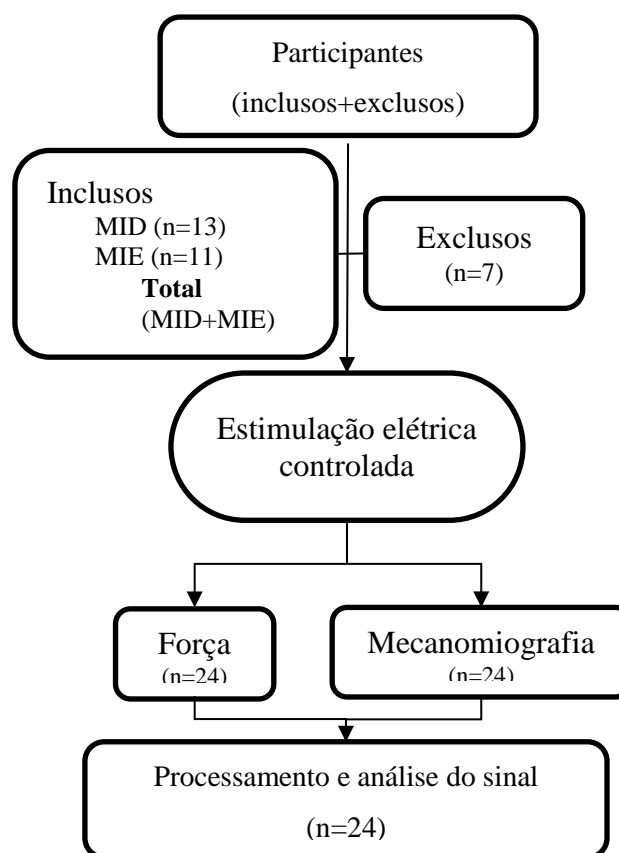 Participantes
(inclusos+exclusos)
Inclusos
MID (n=13)
MIE (n=11)
Total
(MID+MIE)
Exclusos
(n=7)
Estimulação elétrica
controlada
Força
(n=24)
Mecanomiografia
(n=24)
Processamento e análise do sinal
(n=24)